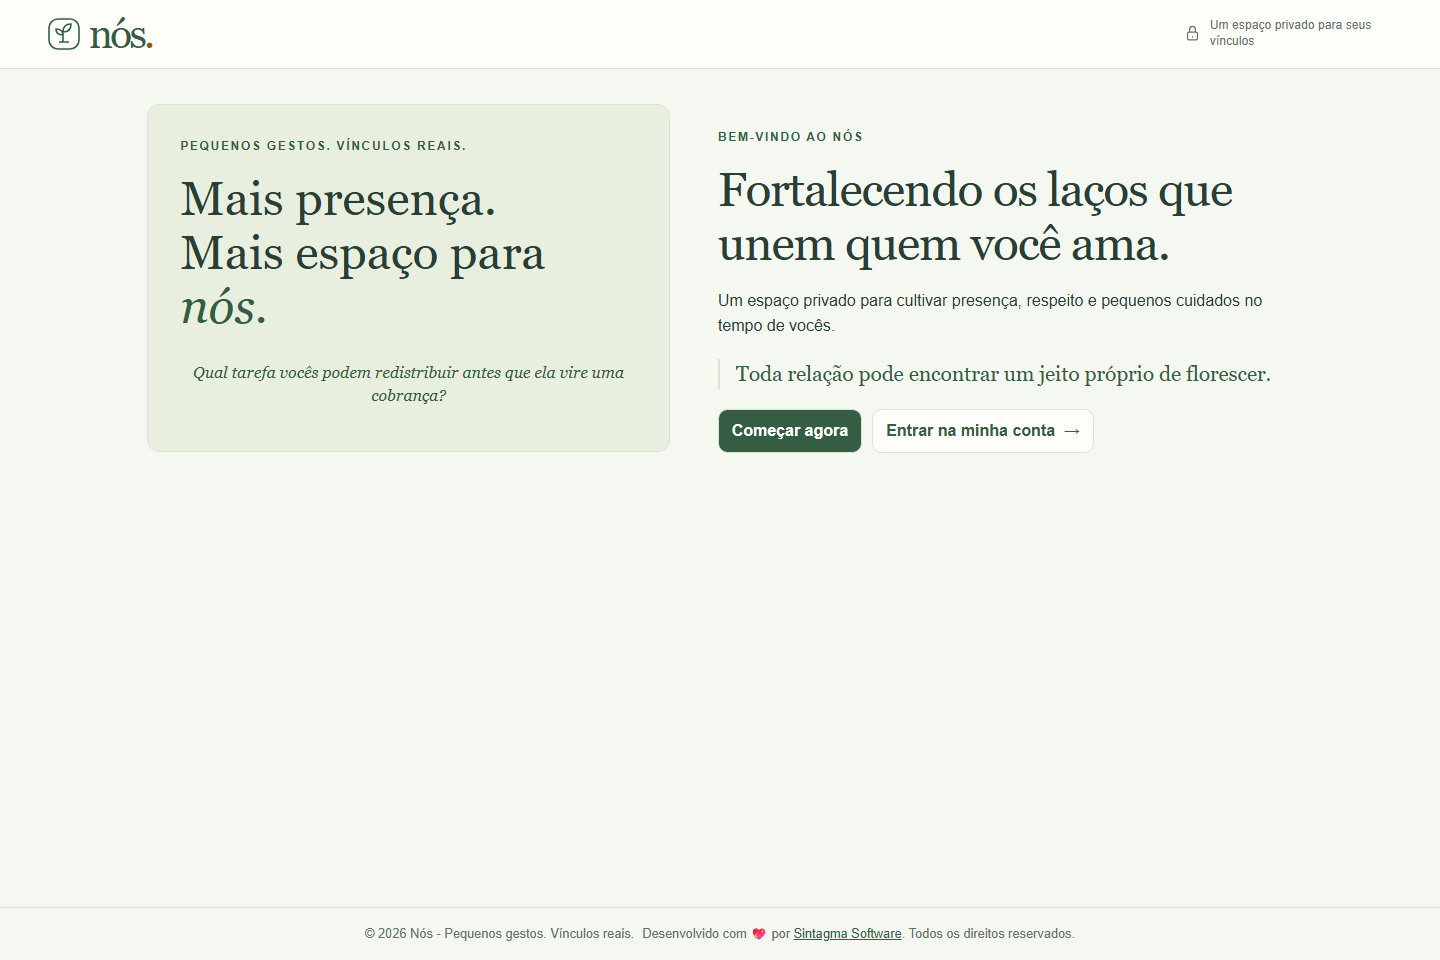 nós.
Um espaço privado para seus
vínculos
PEQUENOS GESTOS. VÍNCULOS REAIS.
Mais presença.
Mais espaço para
nós.
Qual tarefa vocês podem redistribuir antes que ela vire uma
cobrança?
BEM-VINDO AO NÓS
Fortalecendo os laços que
unem quem você ama.
Um espaço privado para cultivar presença, respeito e pequenos cuidados no
tempo de vocês.
Toda relação pode encontrar um jeito próprio de florescer.
Começar agora
Entrar na minha conta →
© 2026 Nós - Pequenos gestos. Vínculos reais. Desenvolvido com 💖 por Sintagma Software. Todos os direitos reservados.